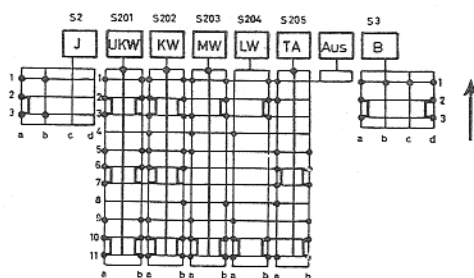 S2 S201 S202 S203 S204 S205 S3
J UKW KW MW LW TA Aus B
1 1 1
2 2 2
3 3 3
4
a b c d 5 a b c d
6
7
8
9
10
11
a b a b a b a b a b